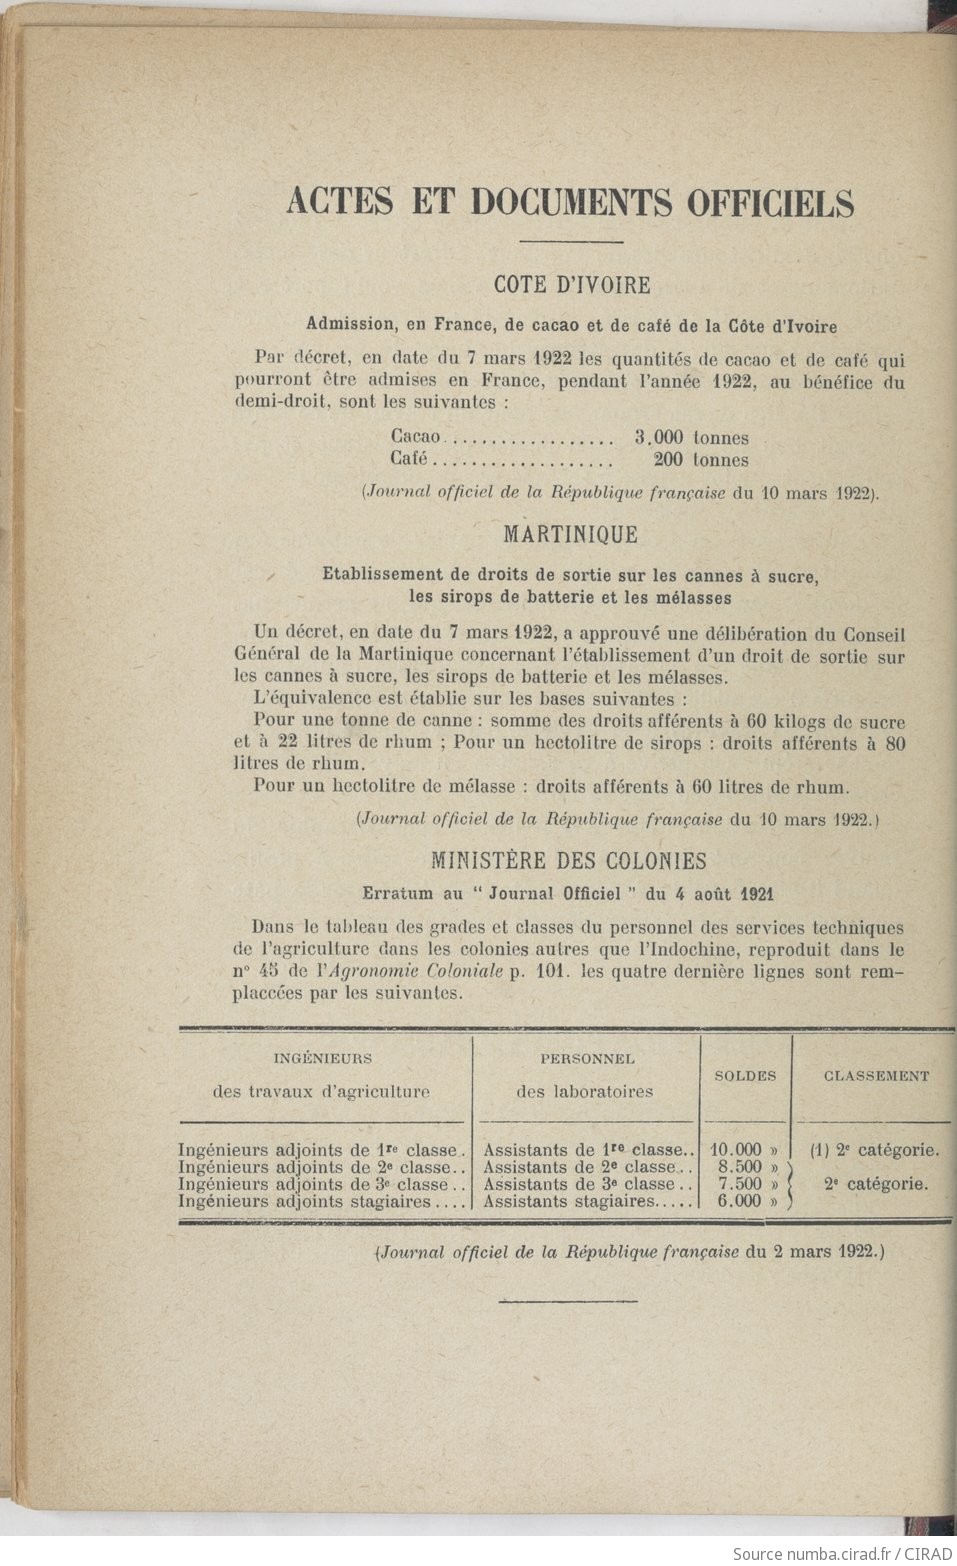 ACTES ET DOCUMENTS OFFICIELS
COTE D'IVOIRE
Admission, en France, de cacao et de café de la Côte d'Ivoire
Par décret, en date du 7 mars 1922 les quantités de cacao et de café qui
pourront être admises en France, pendant l'année 1922, au bénéfice du
demi-droit, sont les suivantes :
Cacao.................. 3.000 tonnes
Café................... 200 tonnes
(Journal officiel de la République française du 10 mars 1922).
MARTINIQUE
Etablissement de droits de sortie sur les cannes à sucre,
les sirops de batterie et les mélasses
Un décret, en date du 7 mars 1922, a approuvé une délibération du Conseil
Général de la Martinique concernant l'établissement d'un droit de sortie sur
les cannes à sucre, les sirops de batterie et les mélasses.
L'équivalence est établie sur les bases suivantes :
Pour une tonne de canne : somme des droits afférents à 60 kilogs de sucre
et à 22 litres de rhum ; Pour un hectolitre de sirops : droits afférents à 80
litres de rhum.
Pour un hectolitre de mélasse : droits afférents à 60 litres de rhum.
(Journal officiel de la République française du 10 mars 1922.)
MINISTÈRE DES COLONIES
Erratum au “ Journal Officiel ” du 4 août 1921
Dans le tableau des grades et classes du personnel des services techniques
de l'agriculture dans les colonies autres que l'Indochine, reproduit dans le
n° 45 de l'Agronomie Coloniale p. 101. les quatre dernière lignes sont rem-
placcées par les suivantes.
INGÉNIEURS PERSONNEL
SOLDES CLASSEMENT
des travaux d'agriculture des laboratoires
Ingénieurs adjoints de 1re classe.. Assistants de 1re classe.. 10.000 » (1) 2e catégorie.
Ingénieurs adjoints de 2e classe.. Assistants de 2e classe.. 8.500 »
Ingénieurs adjoints de 3e classe.. Assistants de 3e classe.. 7.500 » 2e catégorie.
Ingénieurs adjoints stagiaires.... Assistants stagiaires..... 6.000 »
(Journal officiel de la République française du 2 mars 1922.)
Source numba.cirad.fr / CIRAD